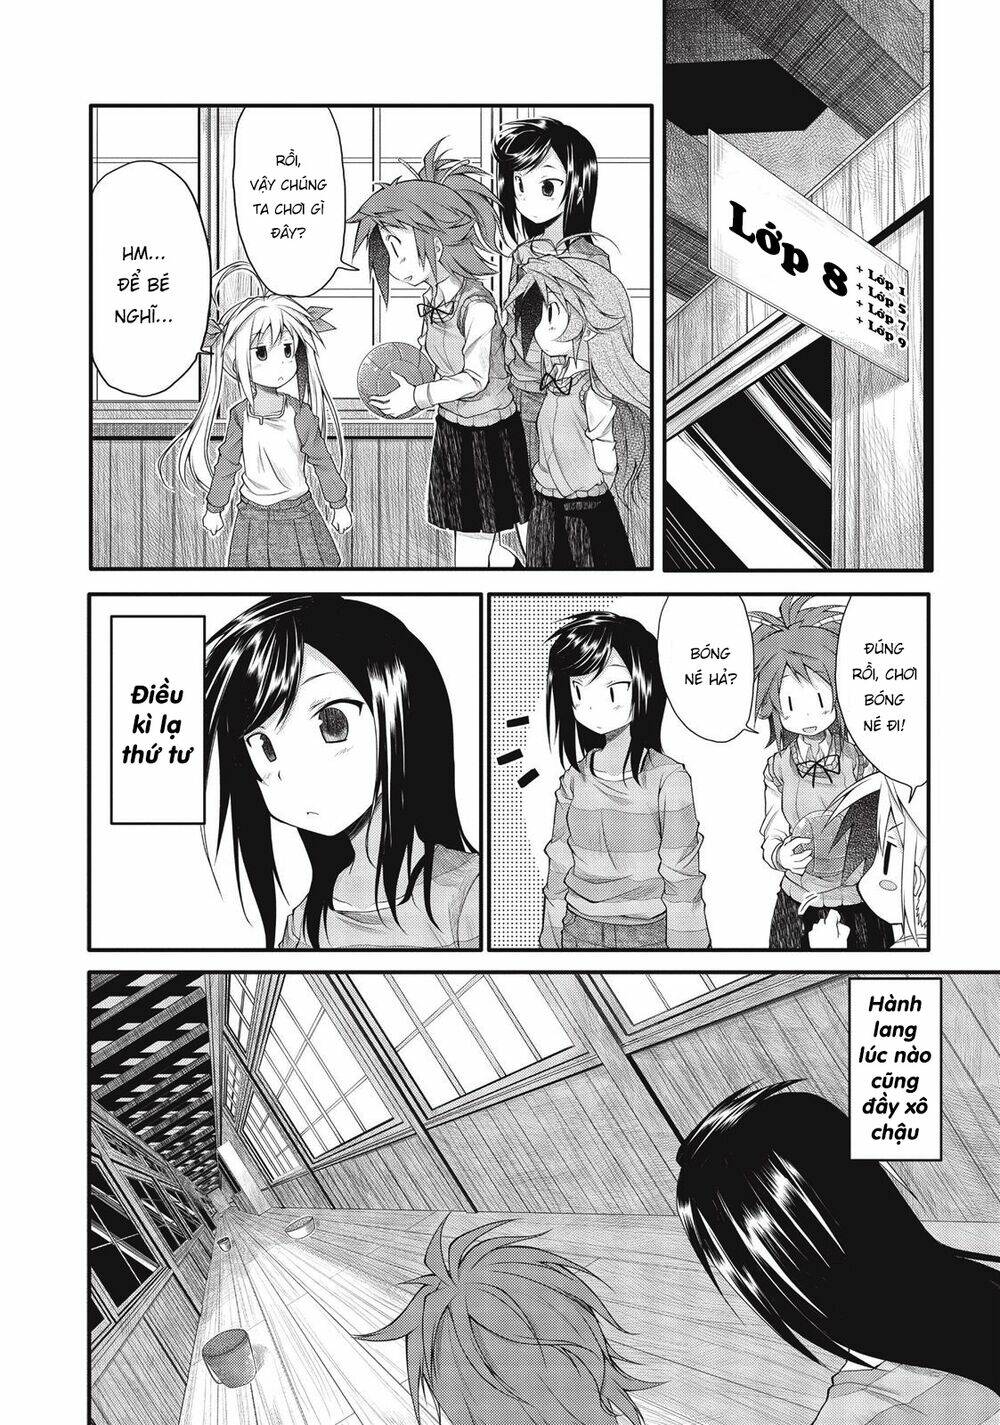 Lớp 8
+ Lớp 1
+ Lớp 5
+ Lớp 7
+ Lớp 9
RỒI,
VẬY CHÚNG
TA CHƠI GÌ
ĐÂY?
HM...
ĐỂ BÉ
NGHĨ...
ĐÚNG
RỒI, CHƠI
BÓNG
NÉ ĐI!
BÓNG
NÉ HẢ?
Điều
kì lạ
thứ tư
Hành
lang
lúc nào
cũng
đầy xô
chậu